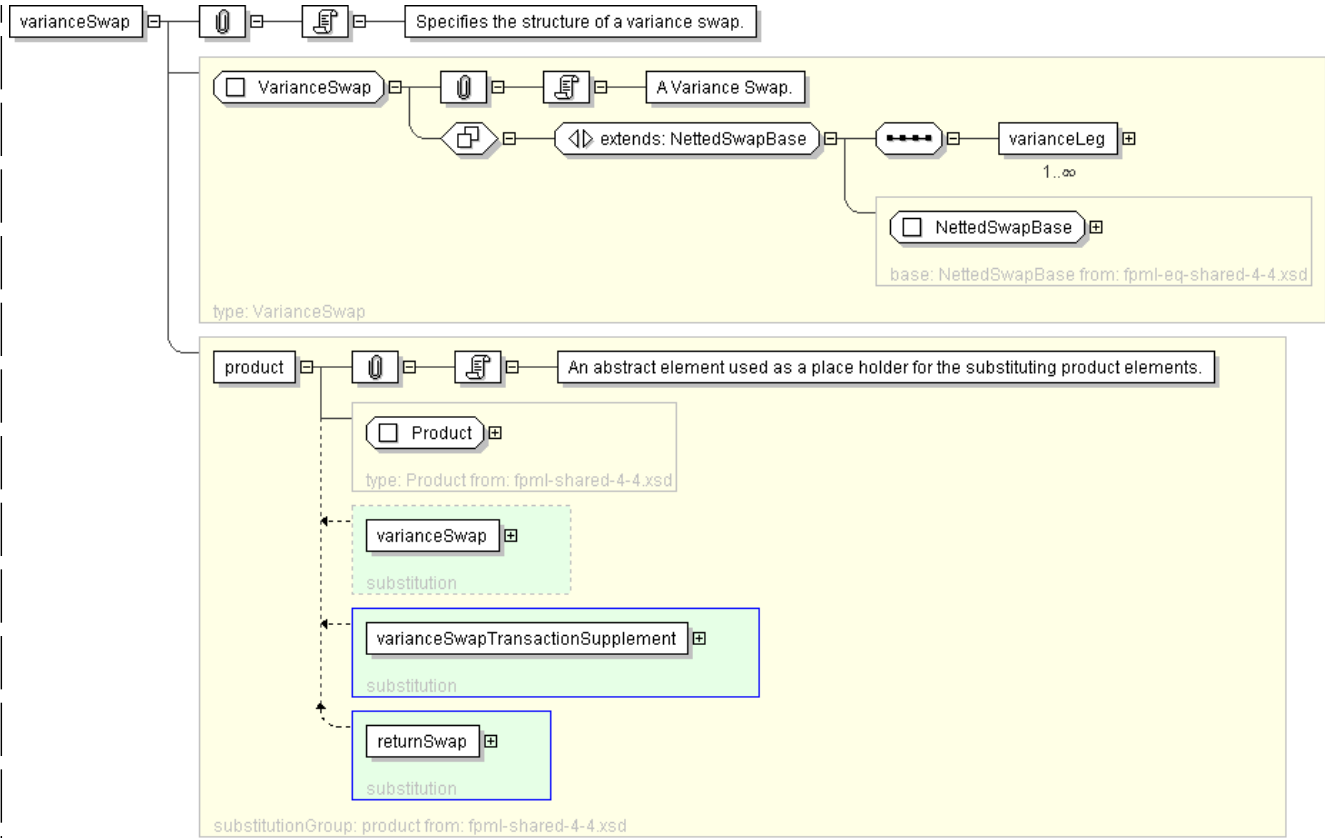 varianceSwap
Specifies the structure of a variance swap.
VarianceSwap
A Variance Swap.
extends: NettedSwapBase
varianceLeg
1..∞
NettedSwapBase
base: NettedSwapBase from: fpml-eq-shared-4-4.xsd
type: VarianceSwap
product
An abstract element used as a place holder for the substituting product elements.
Product
type: Product from: fpml-shared-4-4.xsd
varianceSwap
substitution
varianceSwapTransactionSupplement
substitution
returnSwap
substitution
substitutionGroup: product from: fpml-shared-4-4.xsd